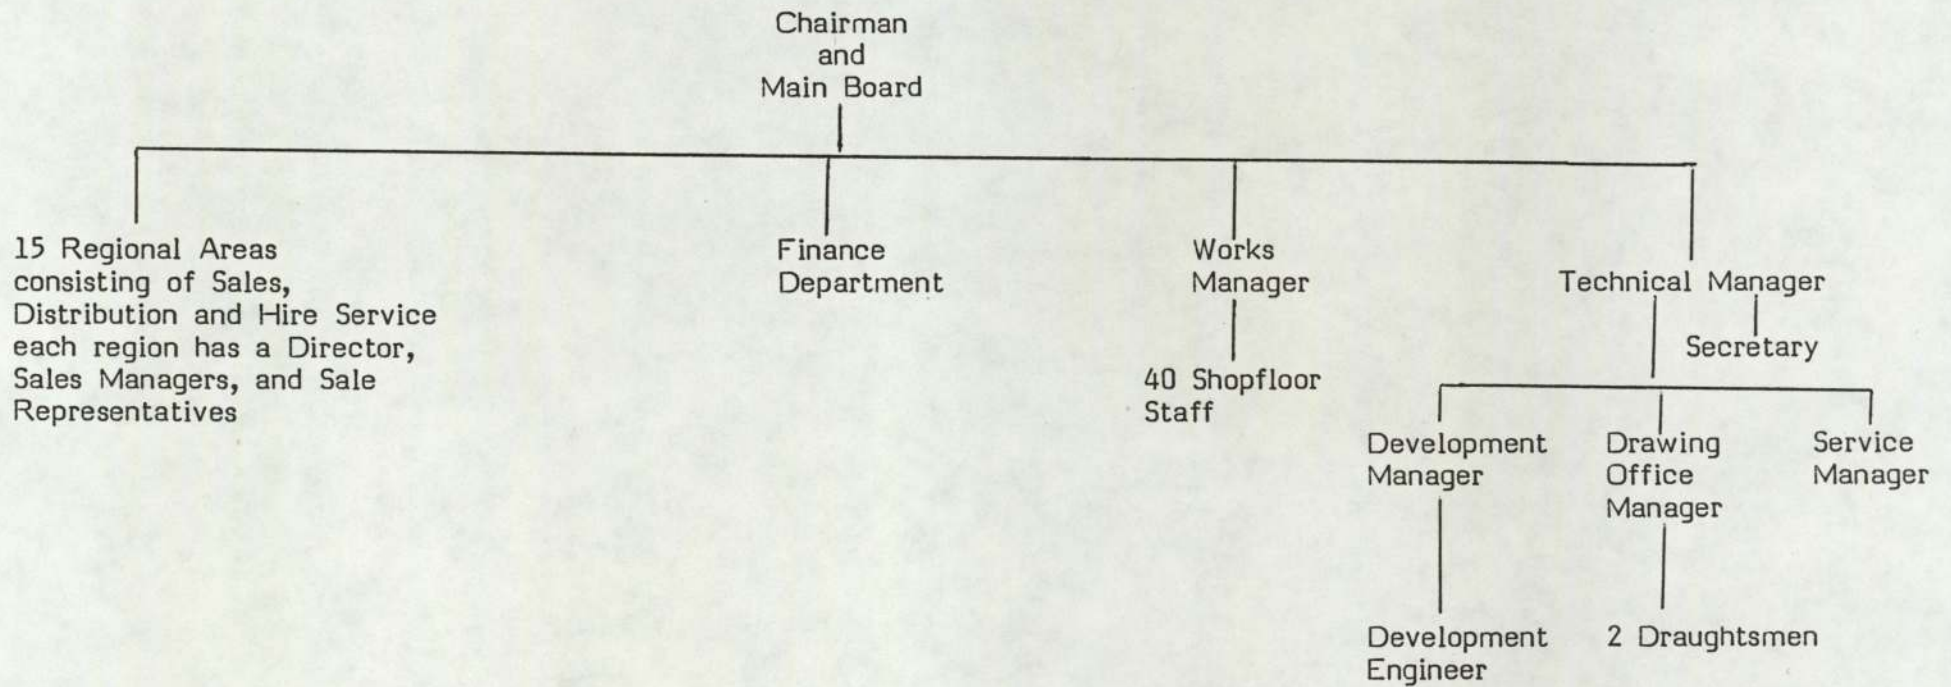 Chairman
and
Main Board
15 Regional Areas
consisting of Sales,
Distribution and Hire Service
each region has a Director,
Sales Managers, and Sale
Representatives
Finance
Department
Works
Manager
40 Shopfloor
Staff
Technical Manager
Secretary
Development
Manager
Development
Engineer
Drawing
Office
Manager
2 Draughtsmen
Service
Manager